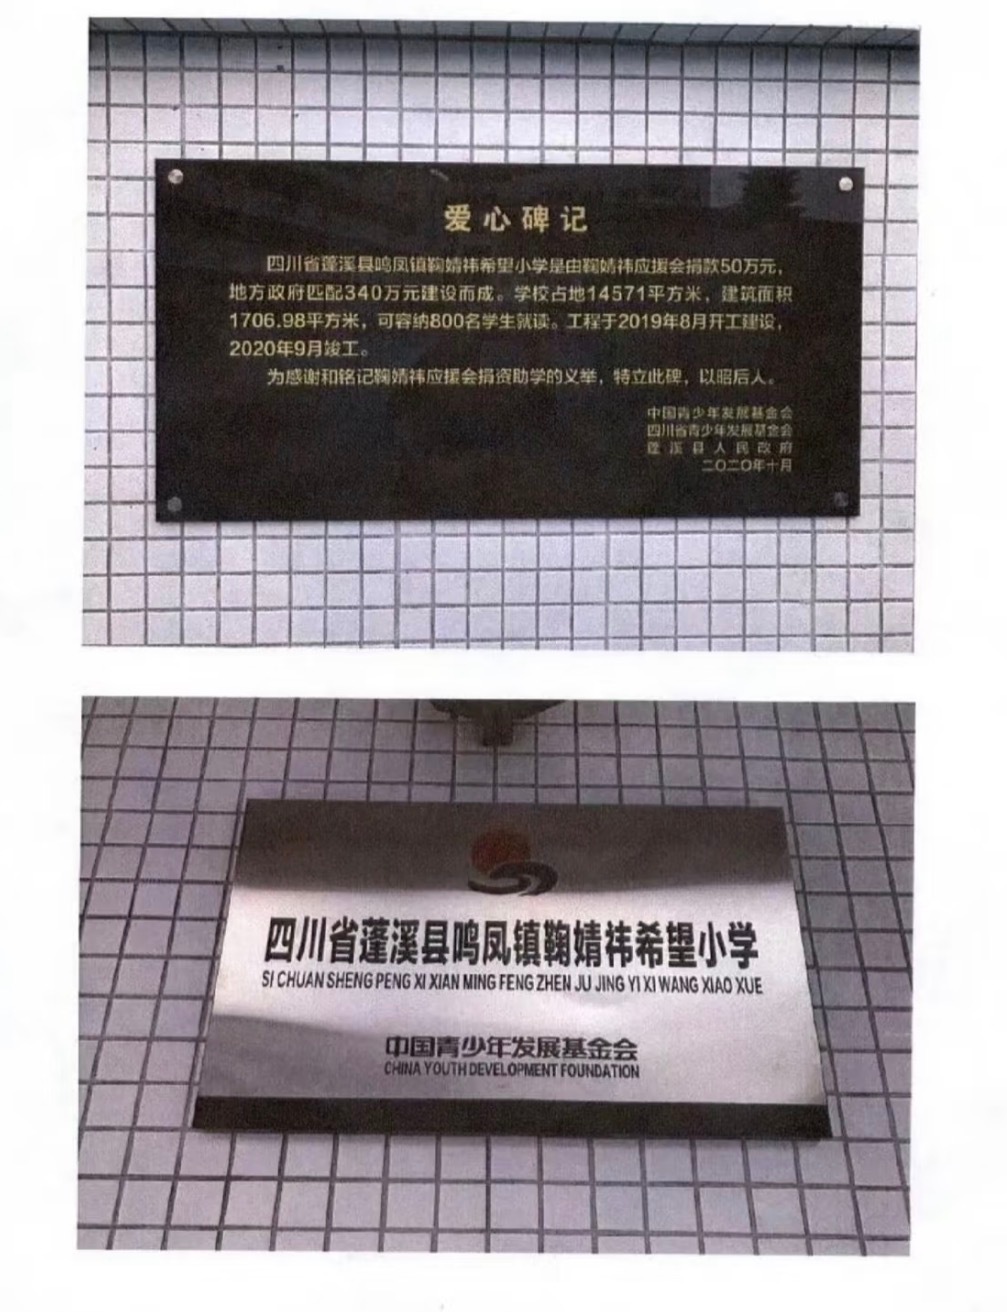 爱心碑记
四川省蓬溪县鸣凤镇鞠婧祎希望小学是由鞠婧祎应援会捐款50万元，
地方政府匹配340万元建设而成。学校占地14571平方米，建筑面积
1706.98平方米，可容纳800名学生就读。工程于2019年8月开工建设，
2020年9月竣工。
为感谢和铭记鞠婧祎应援会捐资助学的义举，特立此碑，以昭后人。
中国青少年发展基金会
四川省青少年发展基金会
蓬溪县人民政府
二〇二〇年十月
四川省蓬溪县鸣凤镇鞠婧祎希望小学
SI CHUAN SHENG PENG XI XIAN MING FENG ZHEN JU JING YI XI WANG XIAO XUE
中国青少年发展基金会
CHINA YOUTH DEVELOPMENT FOUNDATION